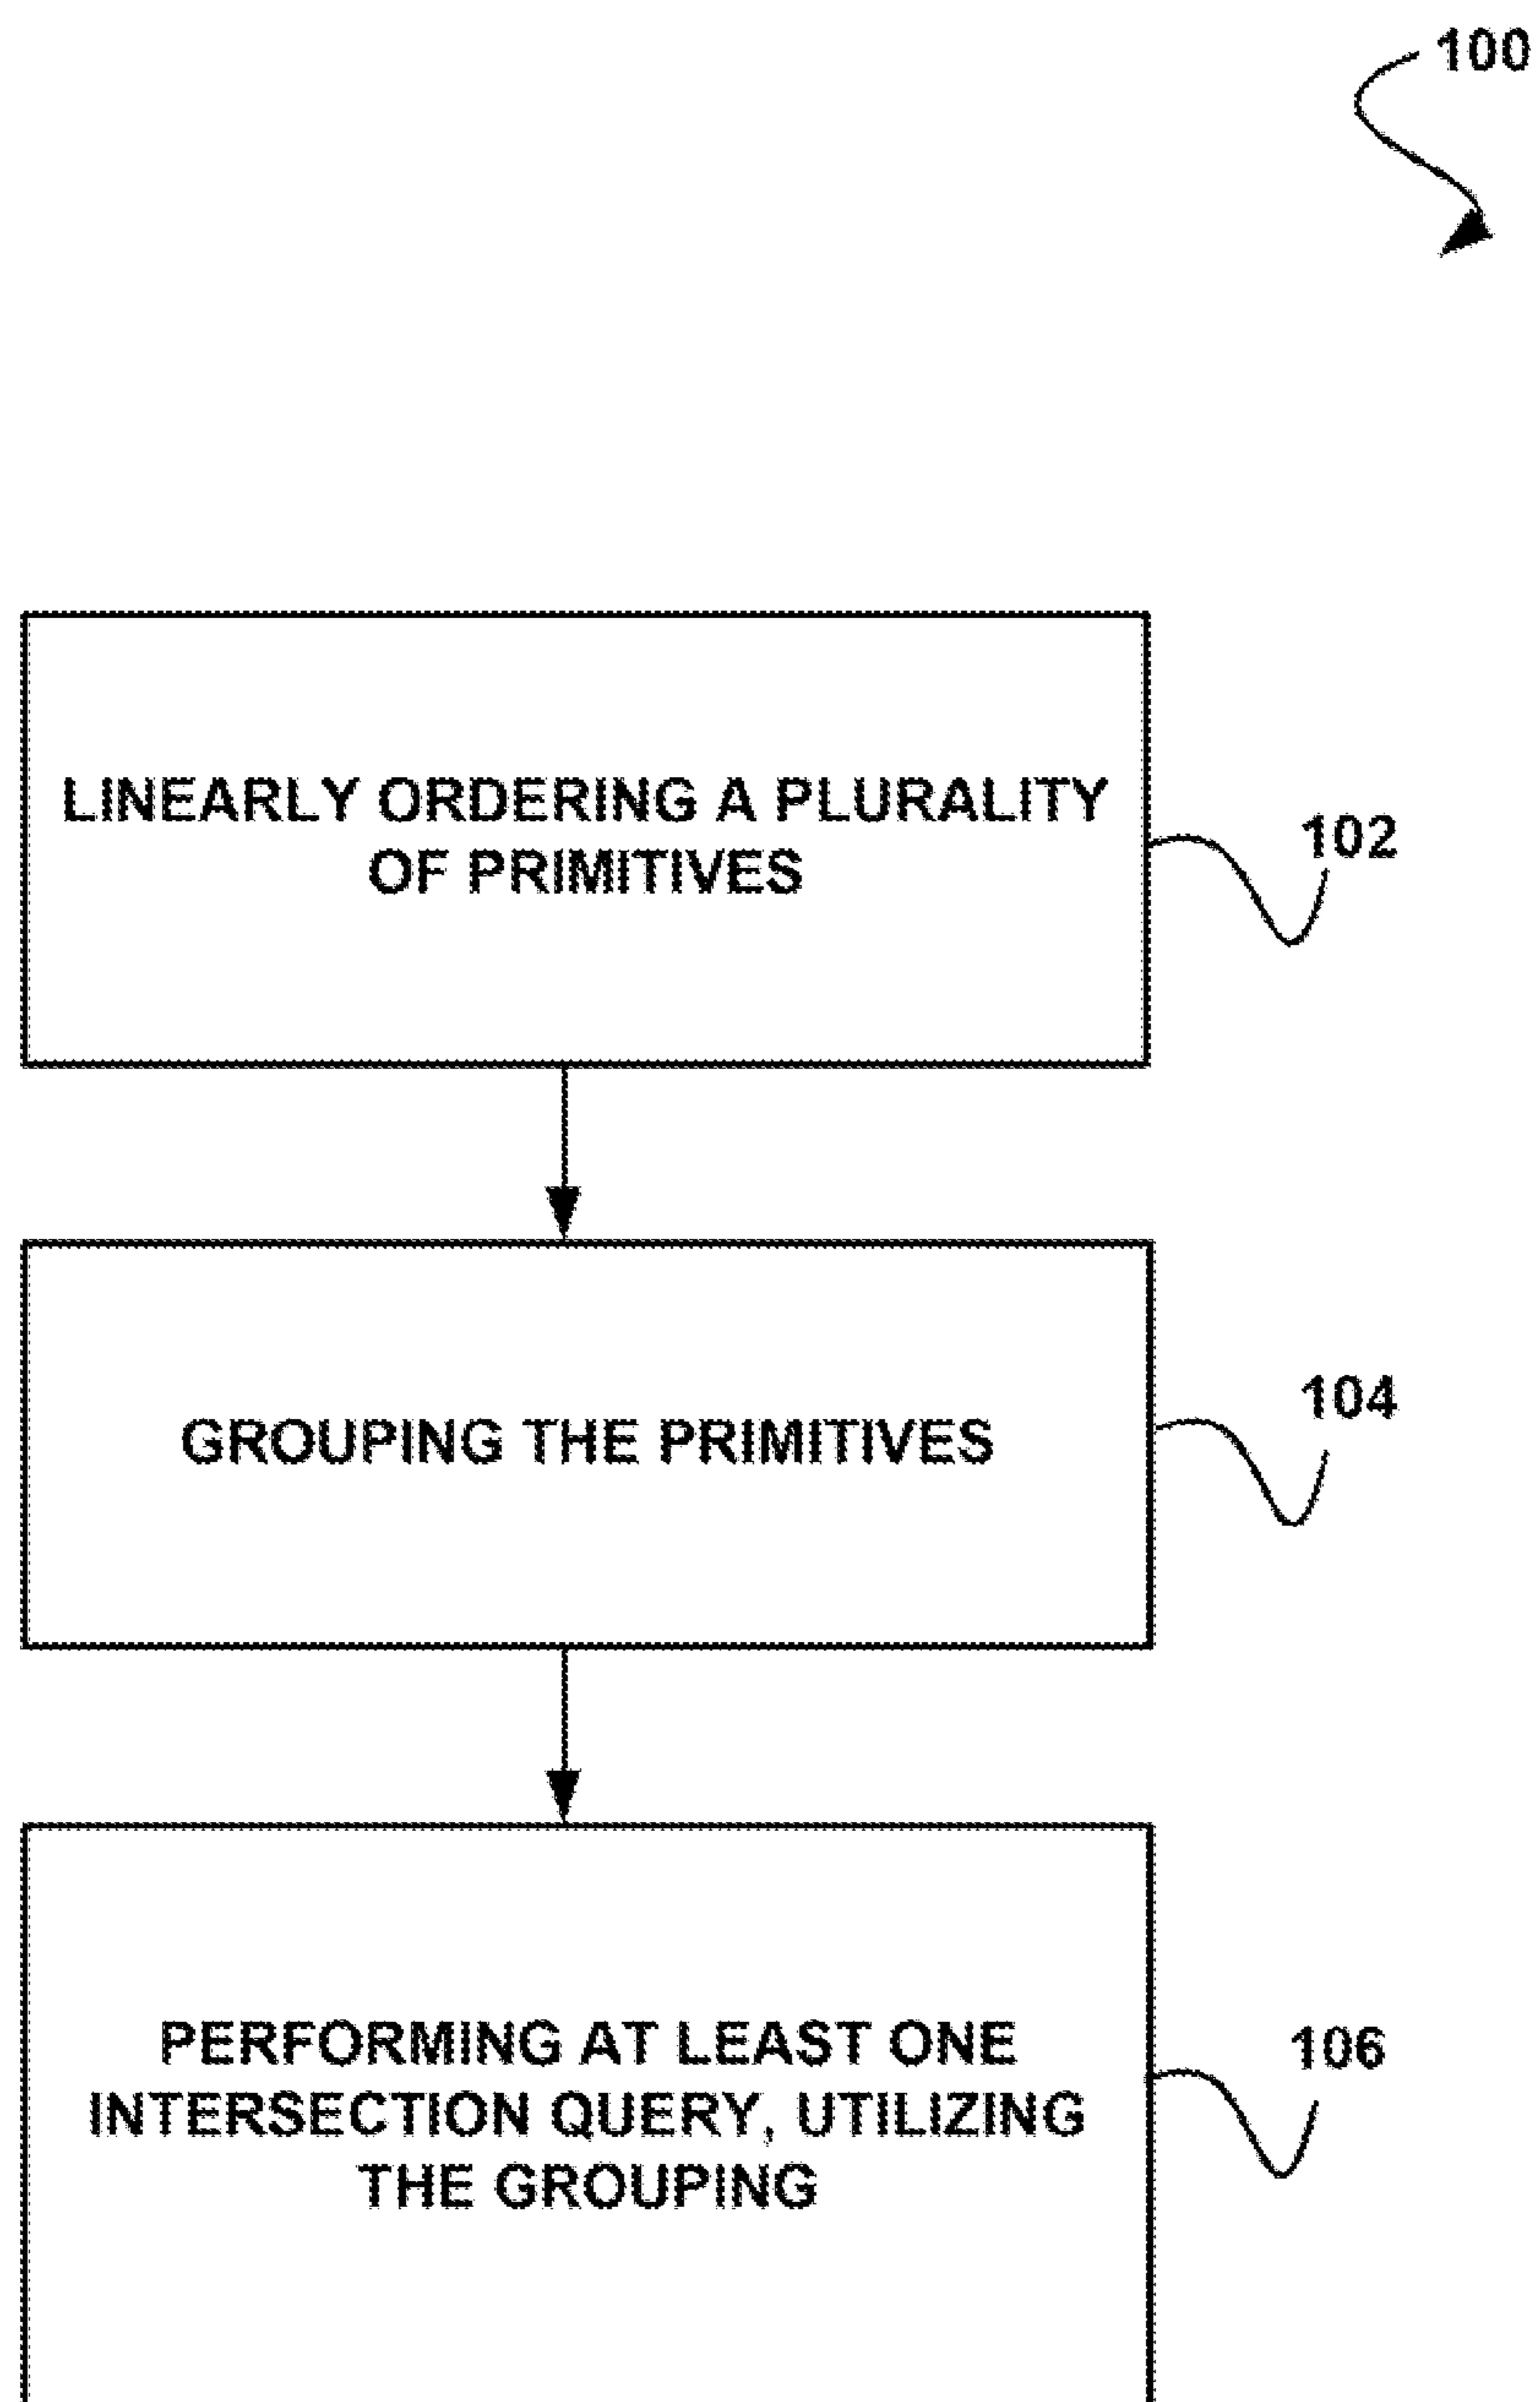 100
LINEARLY ORDERING A PLURALITY
OF PRIMITIVES
102
GROUPING THE PRIMITIVES
104
PERFORMING AT LEAST ONE
INTERSECTION QUERY, UTILIZING
THE GROUPING
106